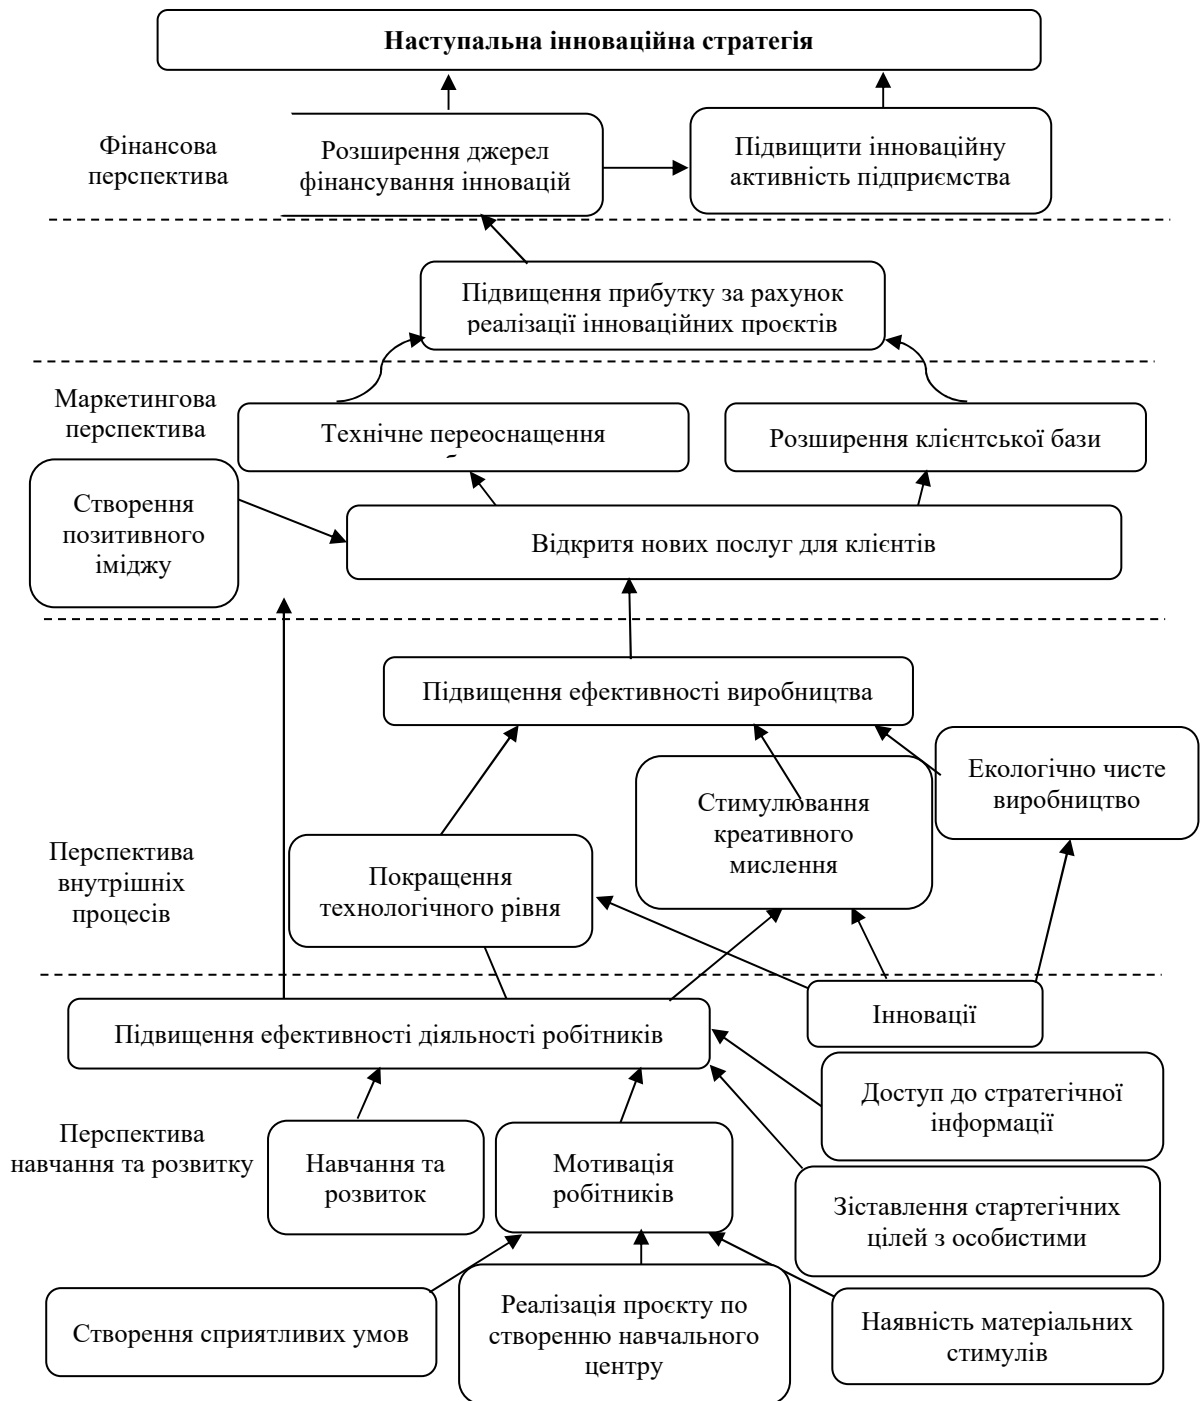 Наступальна інноваційна стратегія
Фінансова
перспектива
Розширення джерел
фінансування інновацій
Підвищити інноваційну
активність підприємства
Підвищення прибутку за рахунок
реалізації інноваційних проєктів
Маркетингова
перспектива
Технічне переоснащення
Розширення клієнтської бази
Створення
позитивного
іміджу
Відкритя нових послуг для клієнтів
Підвищення ефективності виробництва
Екологічно чисте
виробництво
Стимулювання
креативного
мислення
Перспектива
внутрішніх
процесів
Покращення
технологічного рівня
Інновації
Підвищення ефективності діяльності робітників
Доступ до стратегічної
інформації
Перспектива
навчання та розвитку
Навчання та
розвиток
Мотивація
робітників
Зіставлення стартегічних
цілей з особистими
Створення сприятливих умов
Реалізація проєкту по
створенню навчального
центру
Наявність матеріальних
стимулів